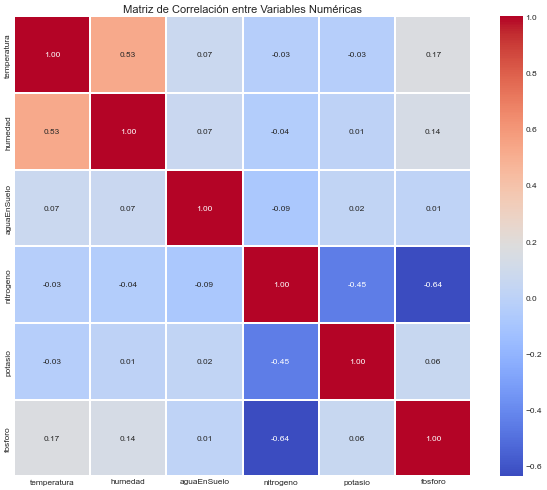 Matriz de Correlación entre Variables Numéricas
temperatura 1.00 0.53 0.07 -0.03 -0.03 0.17
humedad 0.53 1.00 0.07 -0.04 0.01 0.14
aguaEnSuelo 0.07 0.07 1.00 -0.09 0.02 0.01
nitrogeno -0.03 -0.04 -0.09 1.00 -0.45 -0.64
potasio -0.03 0.01 0.02 -0.45 1.00 0.06
fosforo 0.17 0.14 0.01 -0.64 0.06 1.00
temperatura humedad aguaEnSuelo nitrogeno potasio fosforo
1.0
0.8
0.6
0.4
0.2
0.0
−0.2
−0.4
−0.6